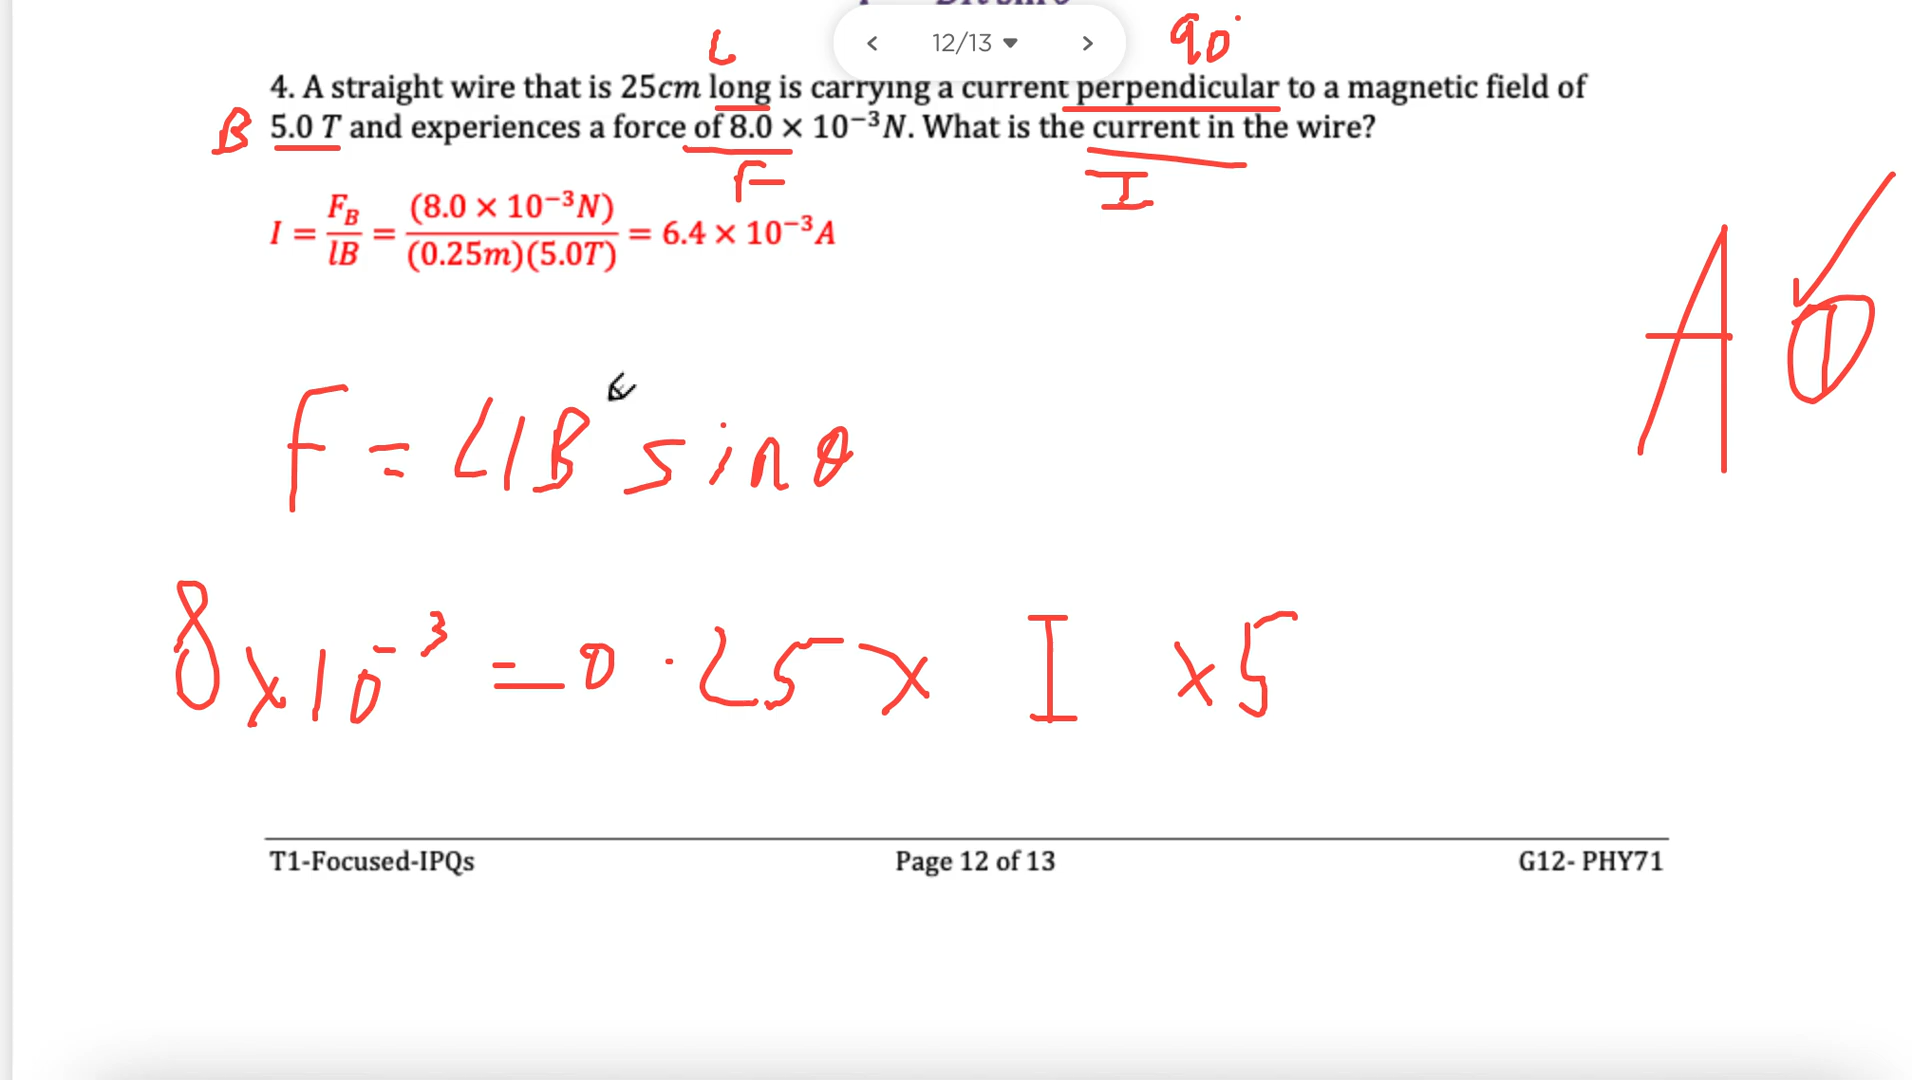 L
12/13
90°
4. A straight wire that is 25cm long is carrying a current perpendicular to a magnetic field of
B 5.0 T and experiences a force of 8.0 × 10⁻³N. What is the current in the wire?
F I
I = F_B / lB = (8.0 × 10⁻³N) / (0.25m)(5.0T) = 6.4 × 10⁻³A
A
F = LIB sinθ
8×10⁻³ = 0.25 × I ×5
T1-Focused-IPQs Page 12 of 13 G12- PHY71